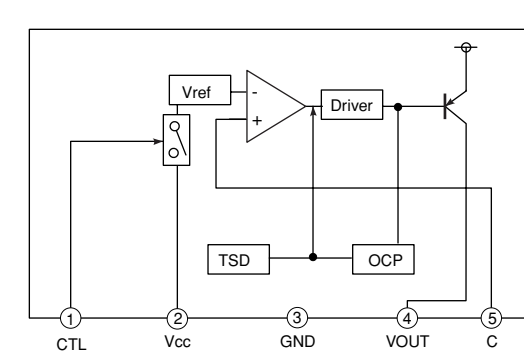 Vref
-
+
Driver
TSD
OCP
1 2 3 4 5
CTL Vcc GND VOUT C